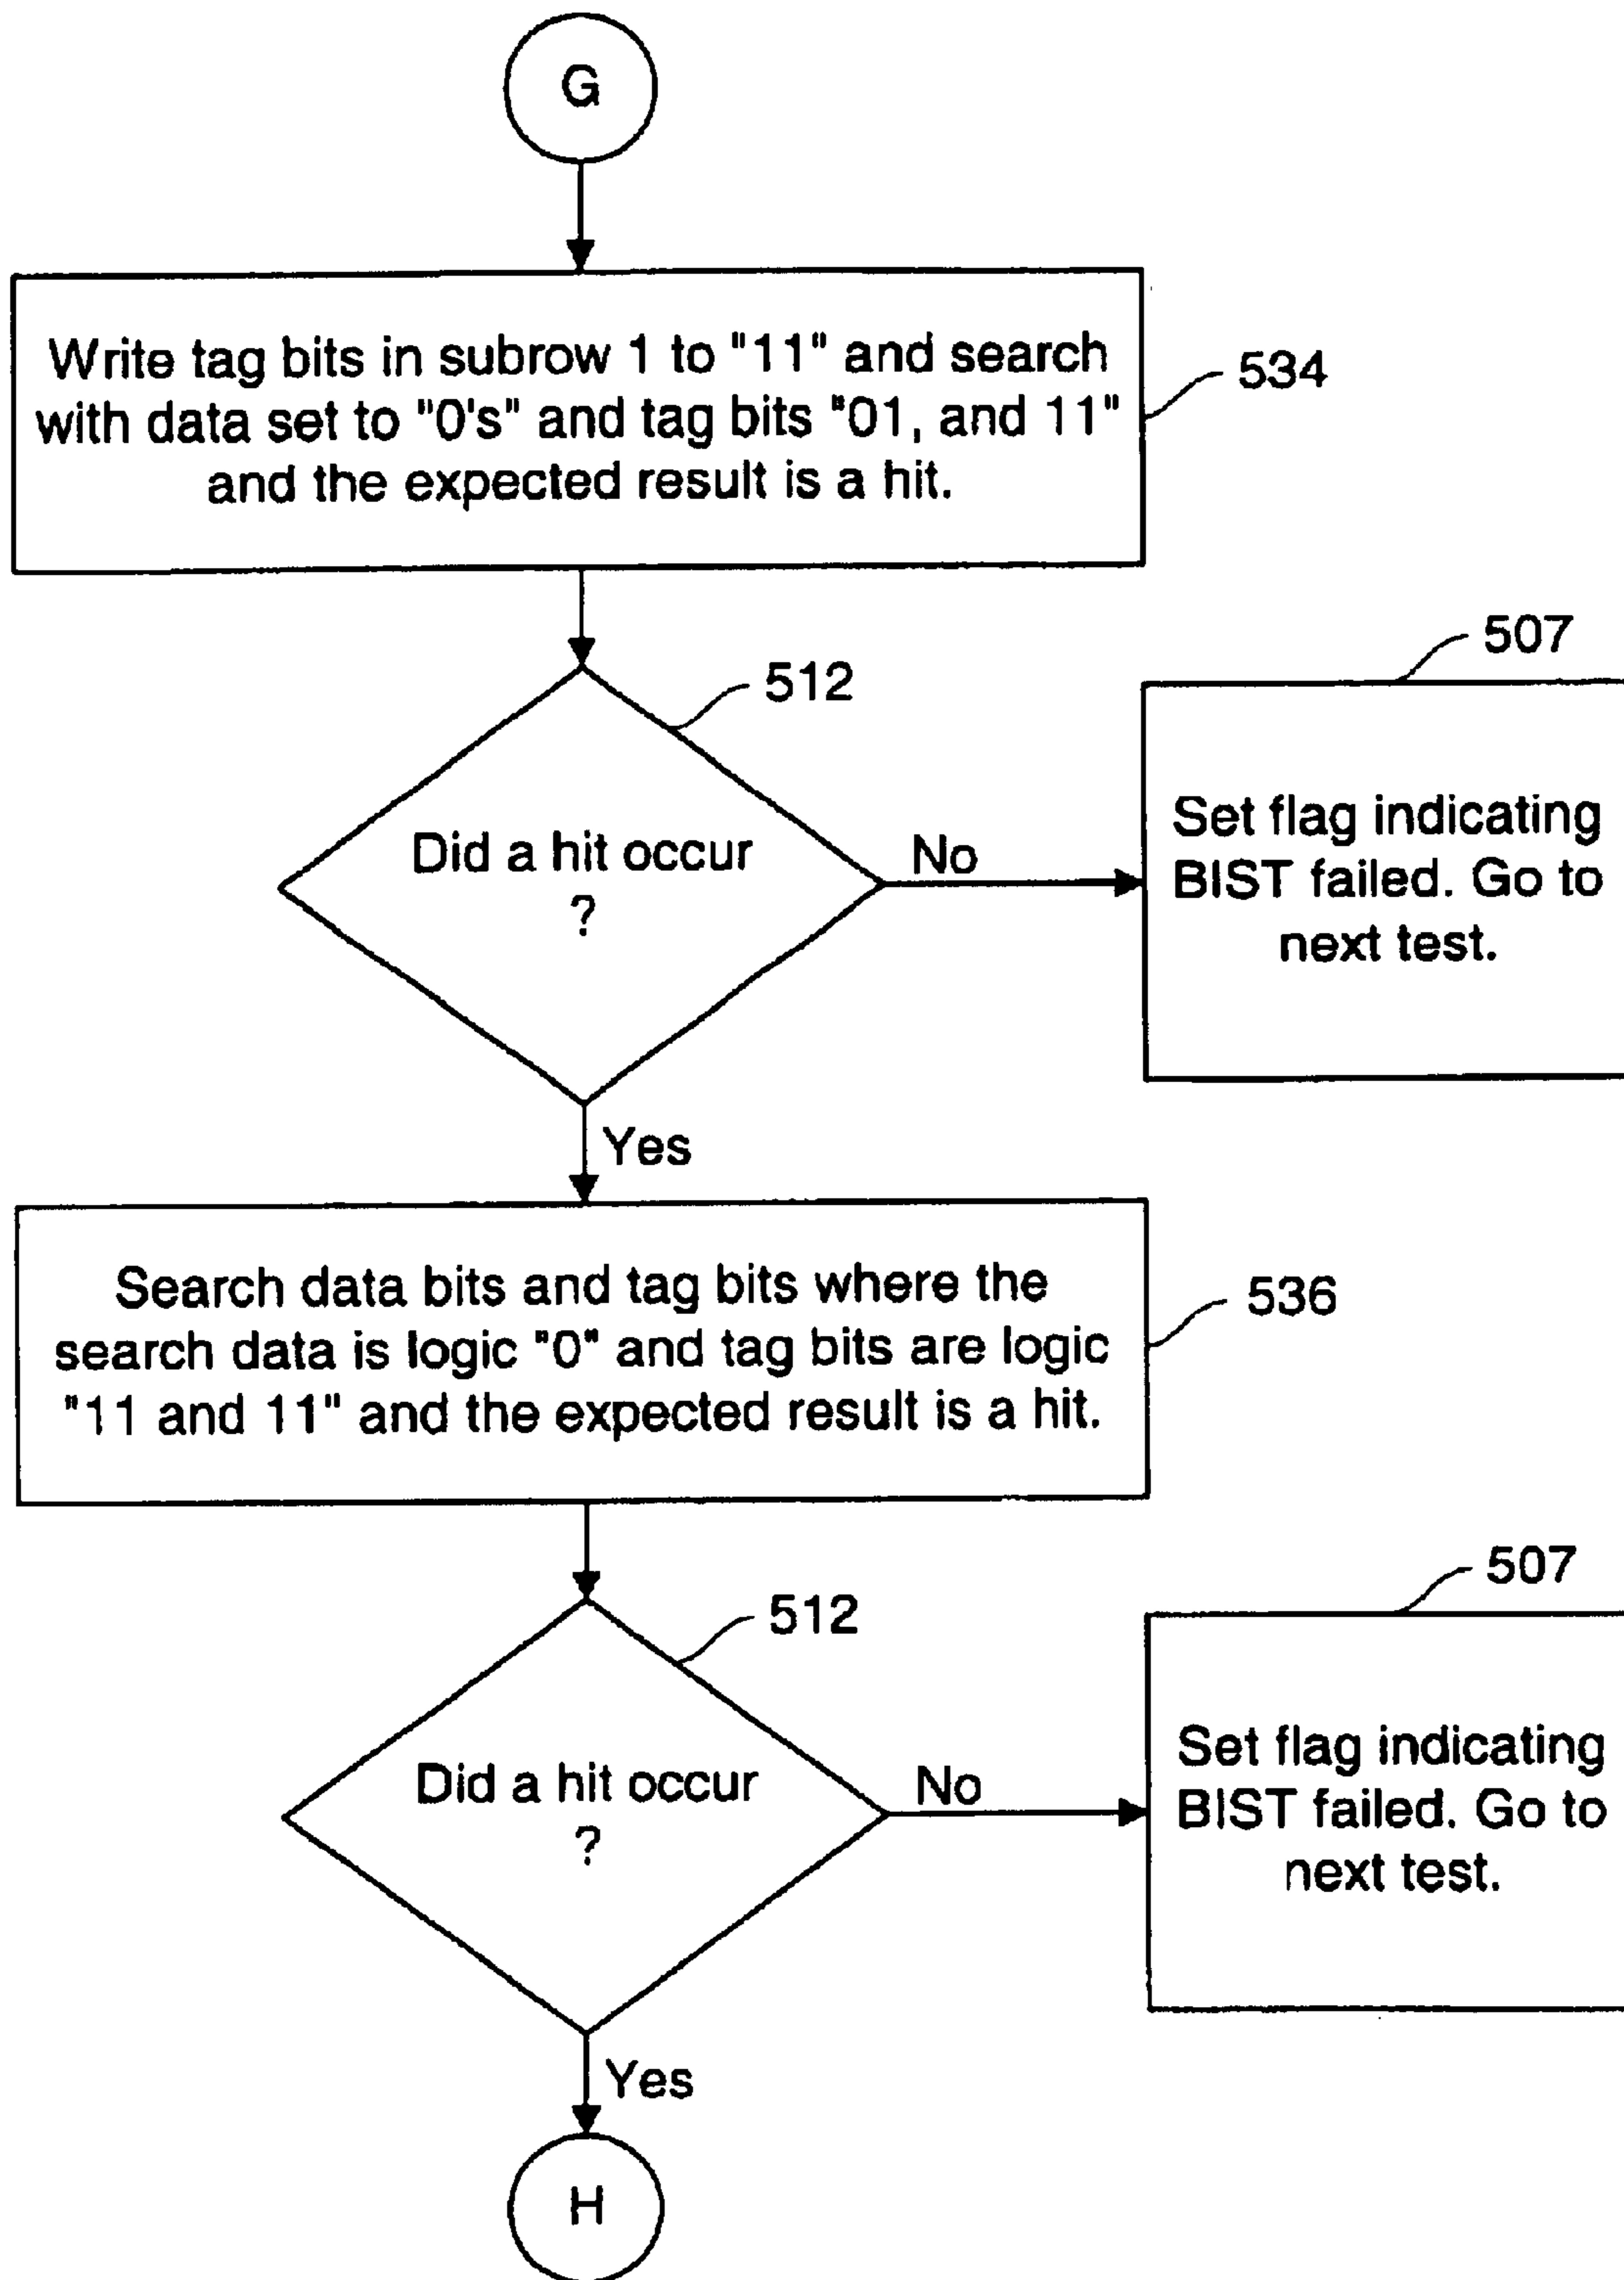 G
Write tag bits in subrow 1 to "11" and search
with data set to "0's" and tag bits "01, and 11"
and the expected result is a hit.
534
512
507
Did a hit occur
?
No
Set flag indicating
BIST failed. Go to
next test.
Yes
Search data bits and tag bits where the
search data is logic "0" and tag bits are logic
"11 and 11" and the expected result is a hit.
536
512
507
Did a hit occur
?
No
Set flag indicating
BIST failed. Go to
next test.
Yes
H